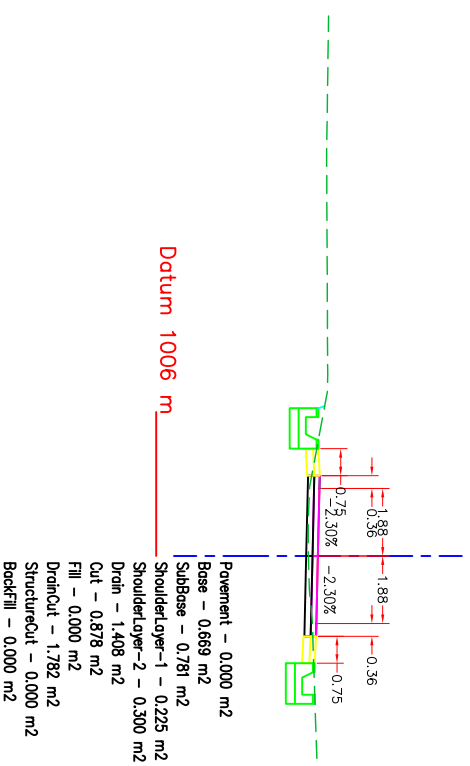 1.88
1.88
0.36
0.36
0.75
0.75
-2.30%
-2.30%
Datum 1006 m
Pavement - 0.000 m2
Base - 0.669 m2
SubBase - 0.781 m2
ShoulderLayer-1 - 0.225 m2
ShoulderLayer-2 - 0.300 m2
Drain - 1.408 m2
Cut - 0.878 m2
Fill - 0.000 m2
DrainCut - 1.782 m2
StructureCut - 0.000 m2
BackFill - 0.000 m2